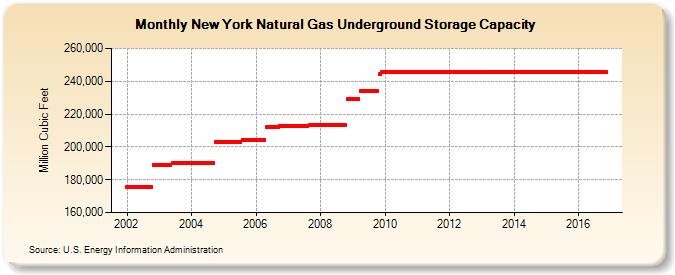 Monthly New York Natural Gas Underground Storage Capacity
Million Cubic Feet
260,000
240,000
220,000
200,000
180,000
160,000
2002 2004 2006 2008 2010 2012 2014 2016
Source: U.S. Energy Information Administration